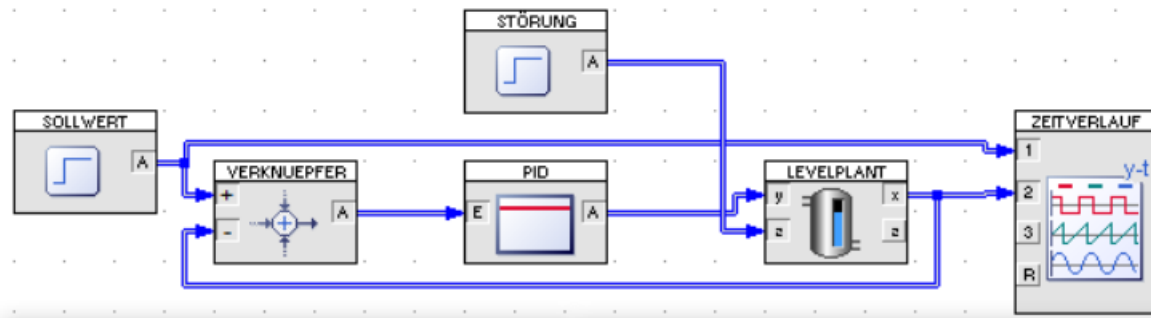 STÖRUNG
A
SOLLWERT
A
VERKNUEPFER
+
-
A
PID
E
A
LEVELPLANT
y
z
x
z
ZEITVERLAUF
1
2
3
R
y-t